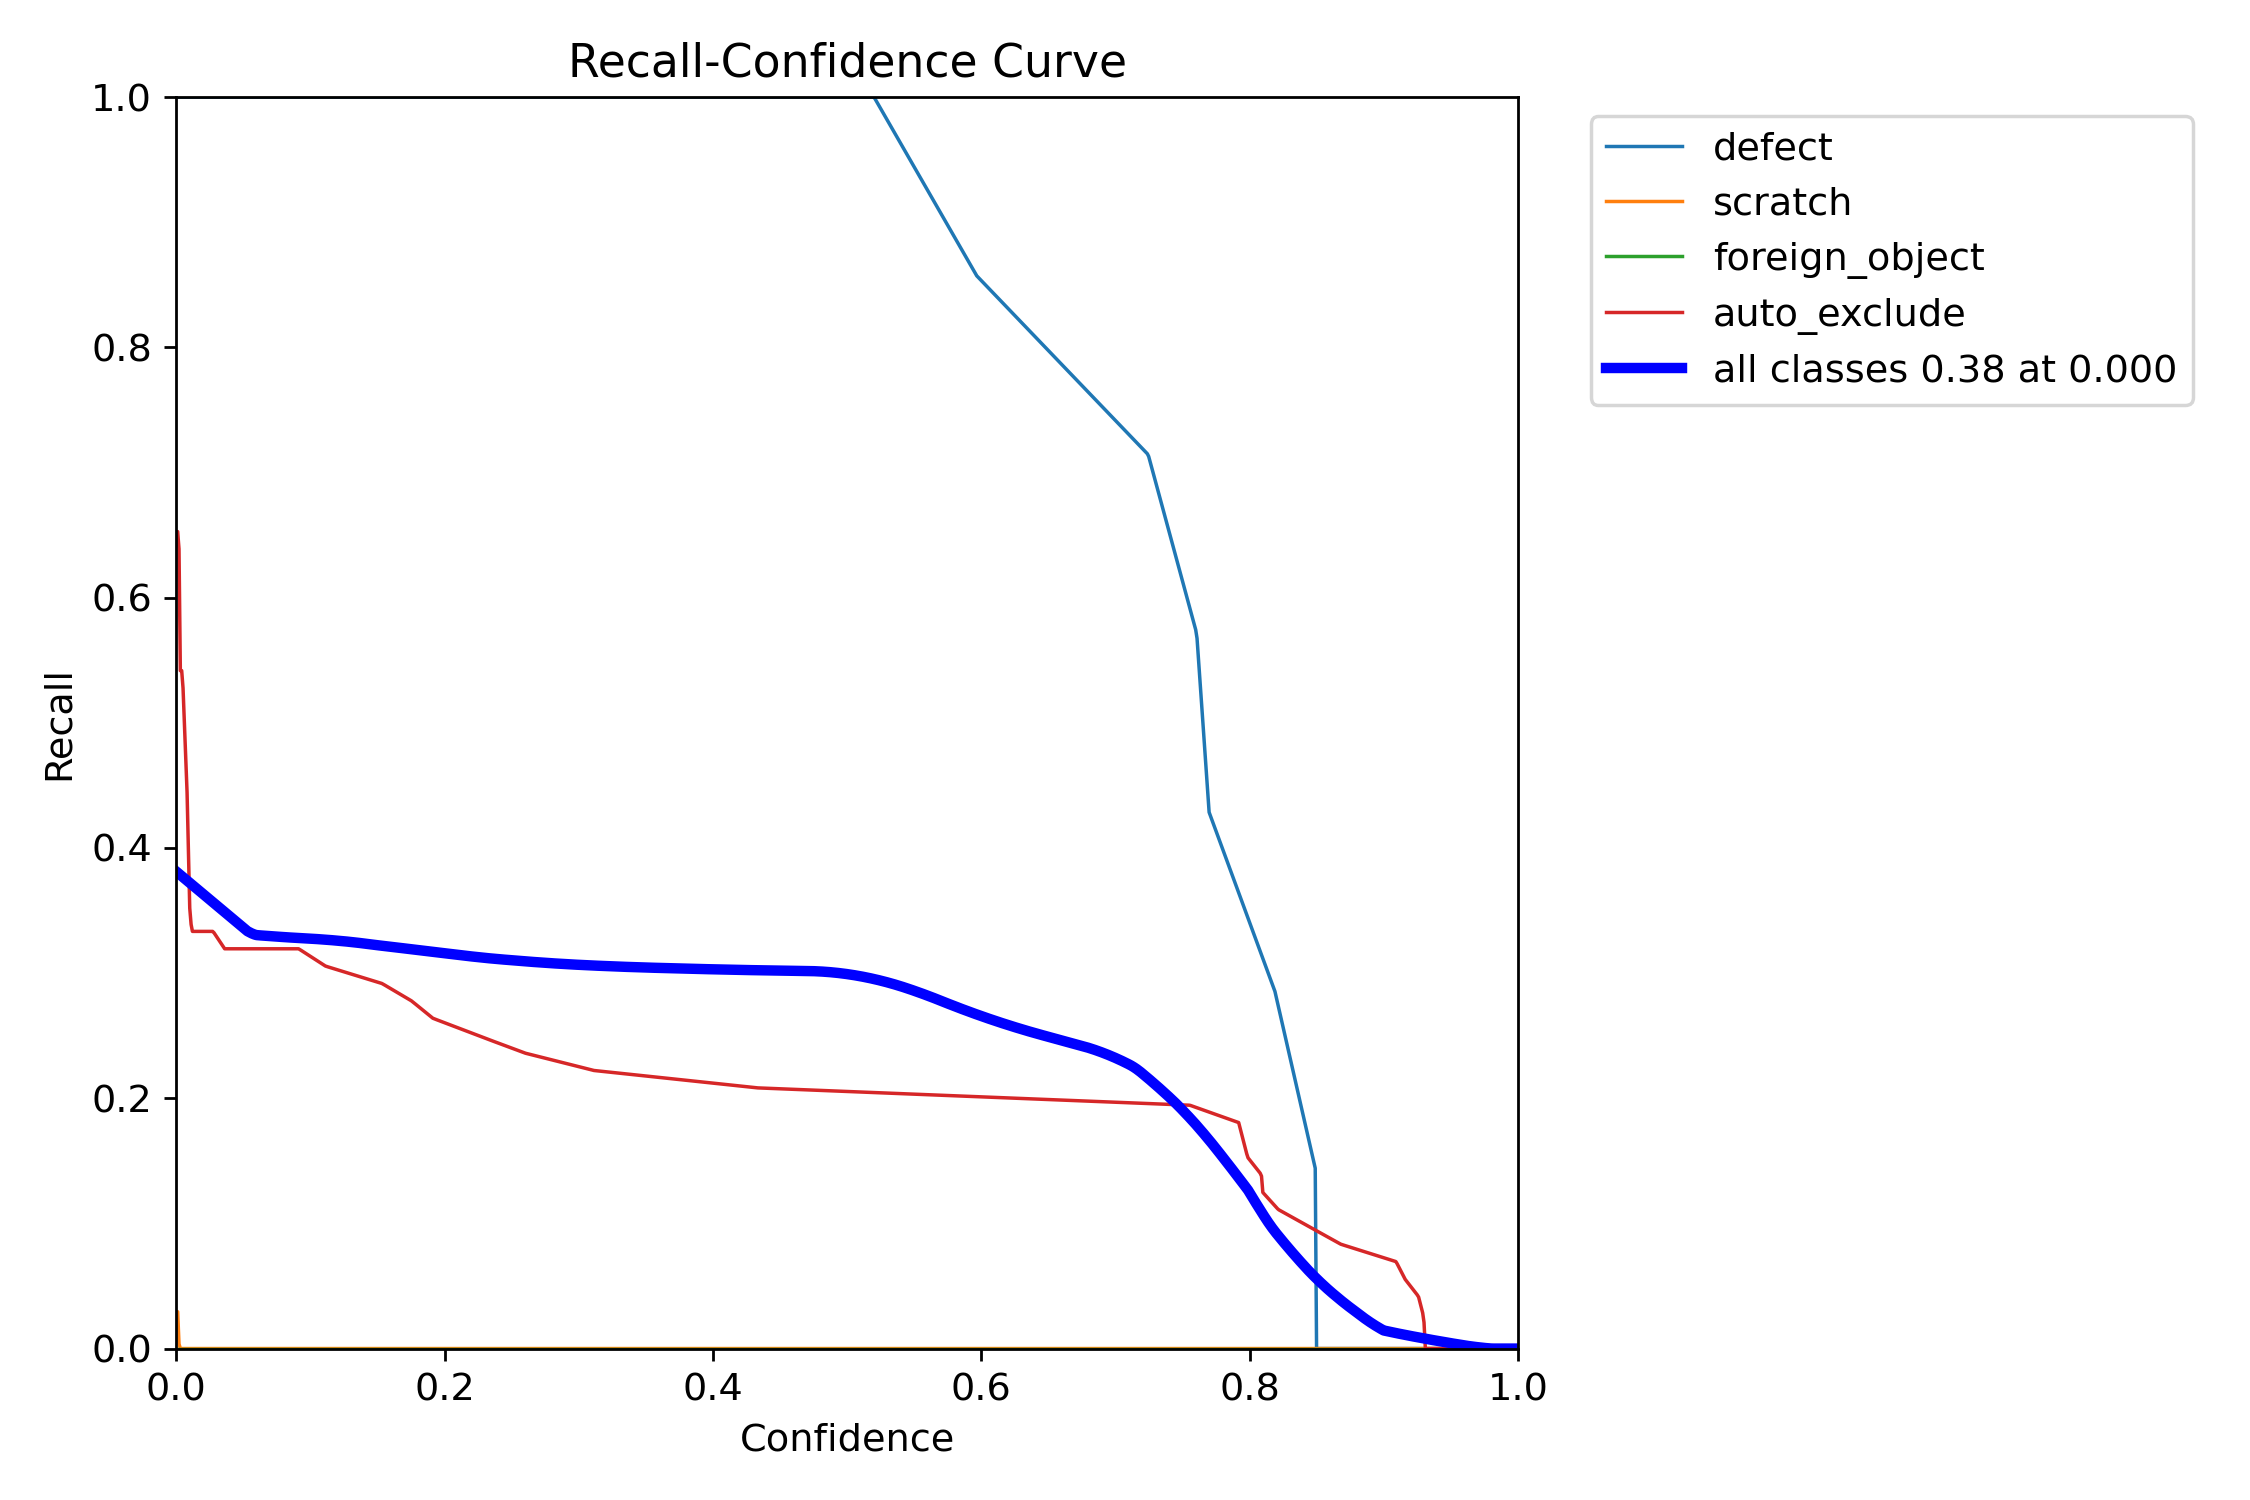 Recall-Confidence Curve
1.0
0.8
0.6
0.4
0.2
0.0
Recall
0.0 0.2 0.4 0.6 0.8 1.0
Confidence
defect
scratch
foreign_object
auto_exclude
all classes 0.38 at 0.000